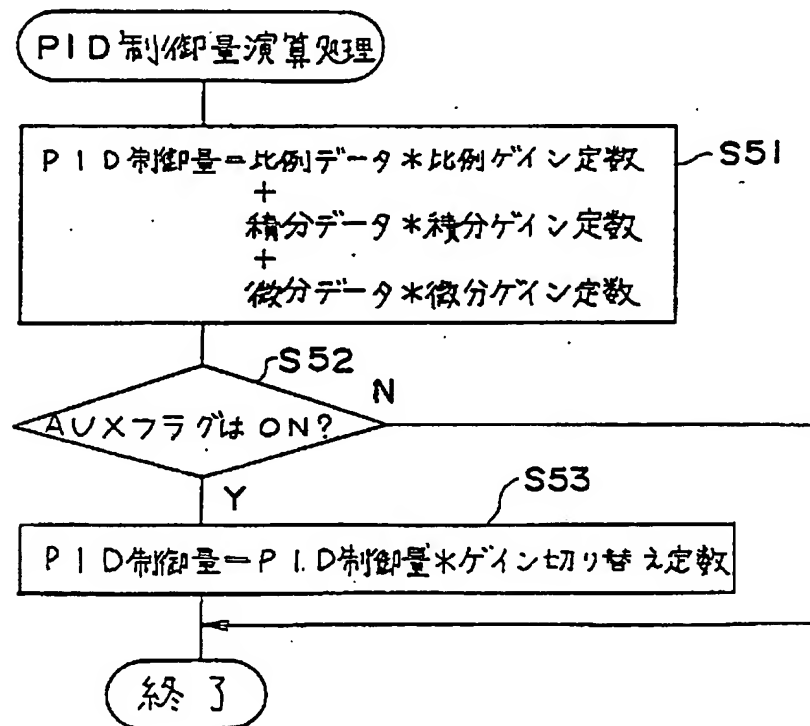 PID制御量演算処理
PID制御量=比例データ*比例ゲイン定数
+
積分データ*積分ゲイン定数
+
微分データ*微分ゲイン定数
S51
S52
AUXフラグはON?
N
Y
S53
PID制御量=PI.D制御量*ゲイン切り替え定数
終了